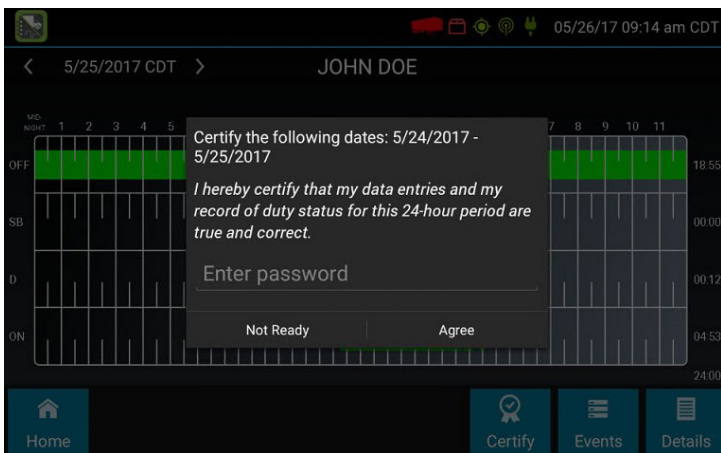 05/26/17 09:14 am CDT
5/25/2017 CDT
JOHN DOE
MID-
NIGHT 1 2 3 4 5 7 8 9 10 11
Certify the following dates: 5/24/2017 -
5/25/2017
I hereby certify that my data entries and my
record of duty status for this 24-hour period are
true and correct.
Enter password
Not Ready Agree
OFF 18:55
SB 00:00
D 00:12
ON 04:53
24:00
Home Certify Events Details